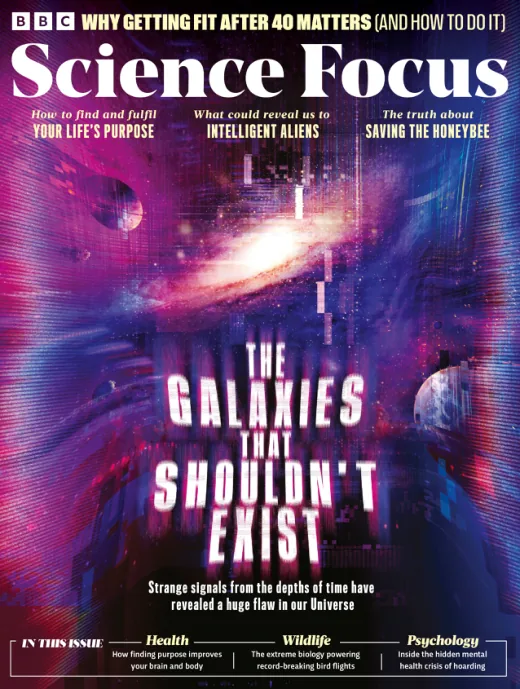 BBC WHY GETTING FIT AFTER 40 MATTERS (AND HOW TO DO IT)
Science Focus
How to find and fulfil
YOUR LIFE'S PURPOSE
What could reveal us to
INTELLIGENT ALIENS
The truth about
SAVING THE HONEYBEE
THE
GALAXIES
THAT
SHOULDN'T
EXIST
Strange signals from the depths of time have
revealed a huge flaw in our Universe
IN THIS ISSUE
Health
How finding purpose improves
your brain and body
Wildlife
The extreme biology powering
record-breaking bird flights
Psychology
Inside the hidden mental
health crisis of hoarding